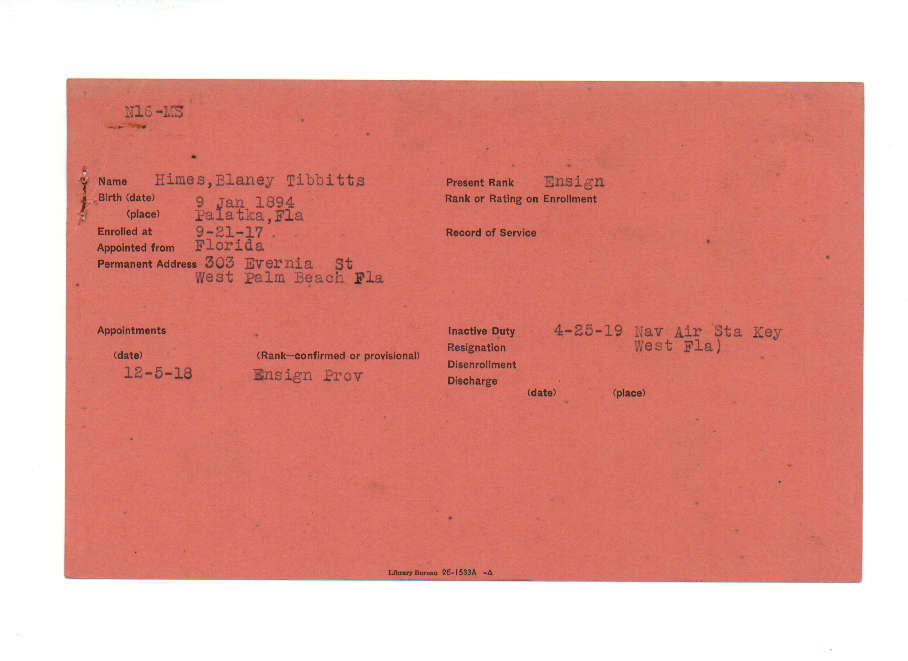 N16-MS
Name Himes,Blaney Tibbitts
Birth (date) 9 Jan 1894
(place) Palatka,Fla
Enrolled at 9-21-17
Appointed from Florida
Permanent Address 303 Evernia St
West Palm Beach Fla
Present Rank Ensign
Rank or Rating on Enrollment
Record of Service
Appointments
(date) (Rank—confirmed or provisional)
12-5-18 Ensign Prov
Inactive Duty 4-25-19 Nav Air Sta Key
Resignation West Fla)
Disenrollment
Discharge
(date) (place)
Library Bureau 26-1533A -A